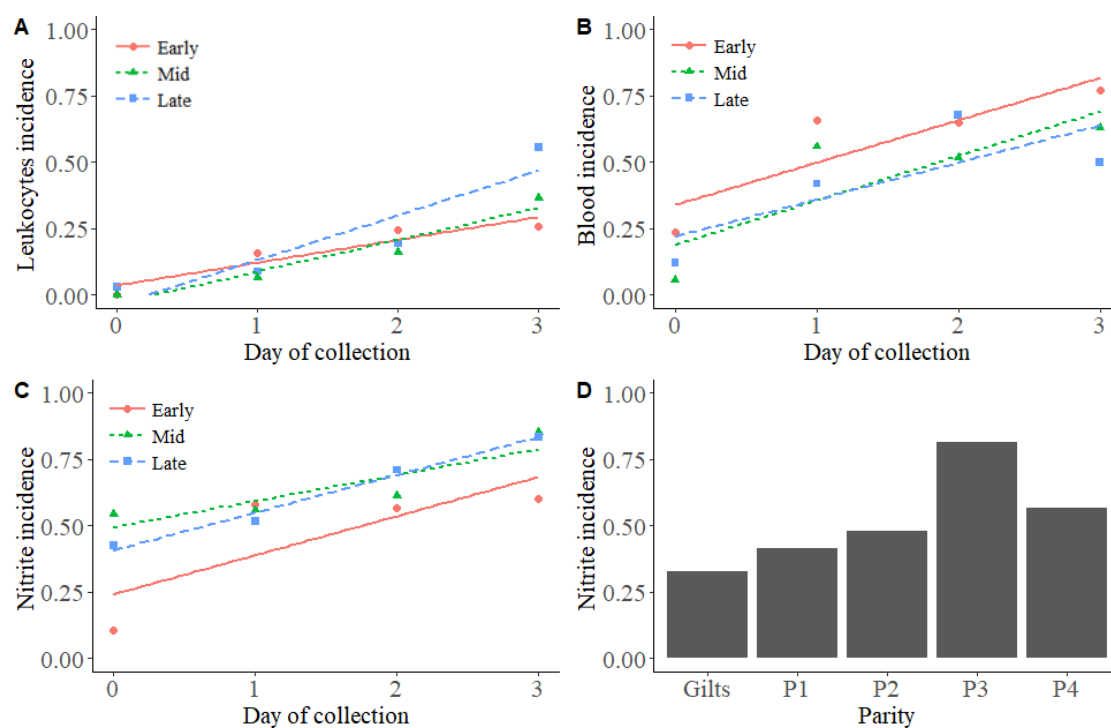 A
1.00
0.75
0.50
0.25
0.00
Leukocytes incidence
Early
Mid
Late
0 1 2 3
Day of collection
B
1.00
0.75
0.50
0.25
0.00
Blood incidence
Early
Mid
Late
0 1 2 3
Day of collection
C
1.00
0.75
0.50
0.25
0.00
Nitrite incidence
Early
Mid
Late
0 1 2 3
Day of collection
D
1.00
0.75
0.50
0.25
0.00
Nitrite incidence
Gilts P1 P2 P3 P4
Parity